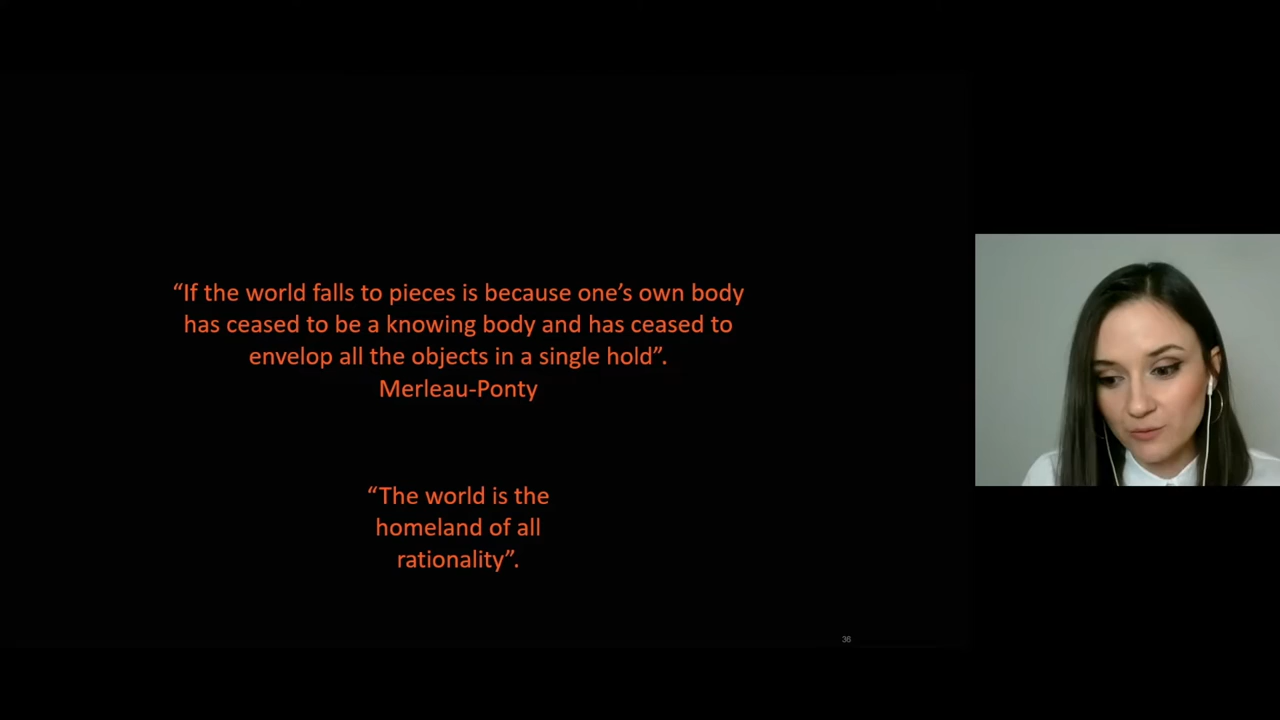 “If the world falls to pieces is because one’s own body
has ceased to be a knowing body and has ceased to
envelop all the objects in a single hold”.
Merleau-Ponty
“The world is the
homeland of all
rationality”.
36